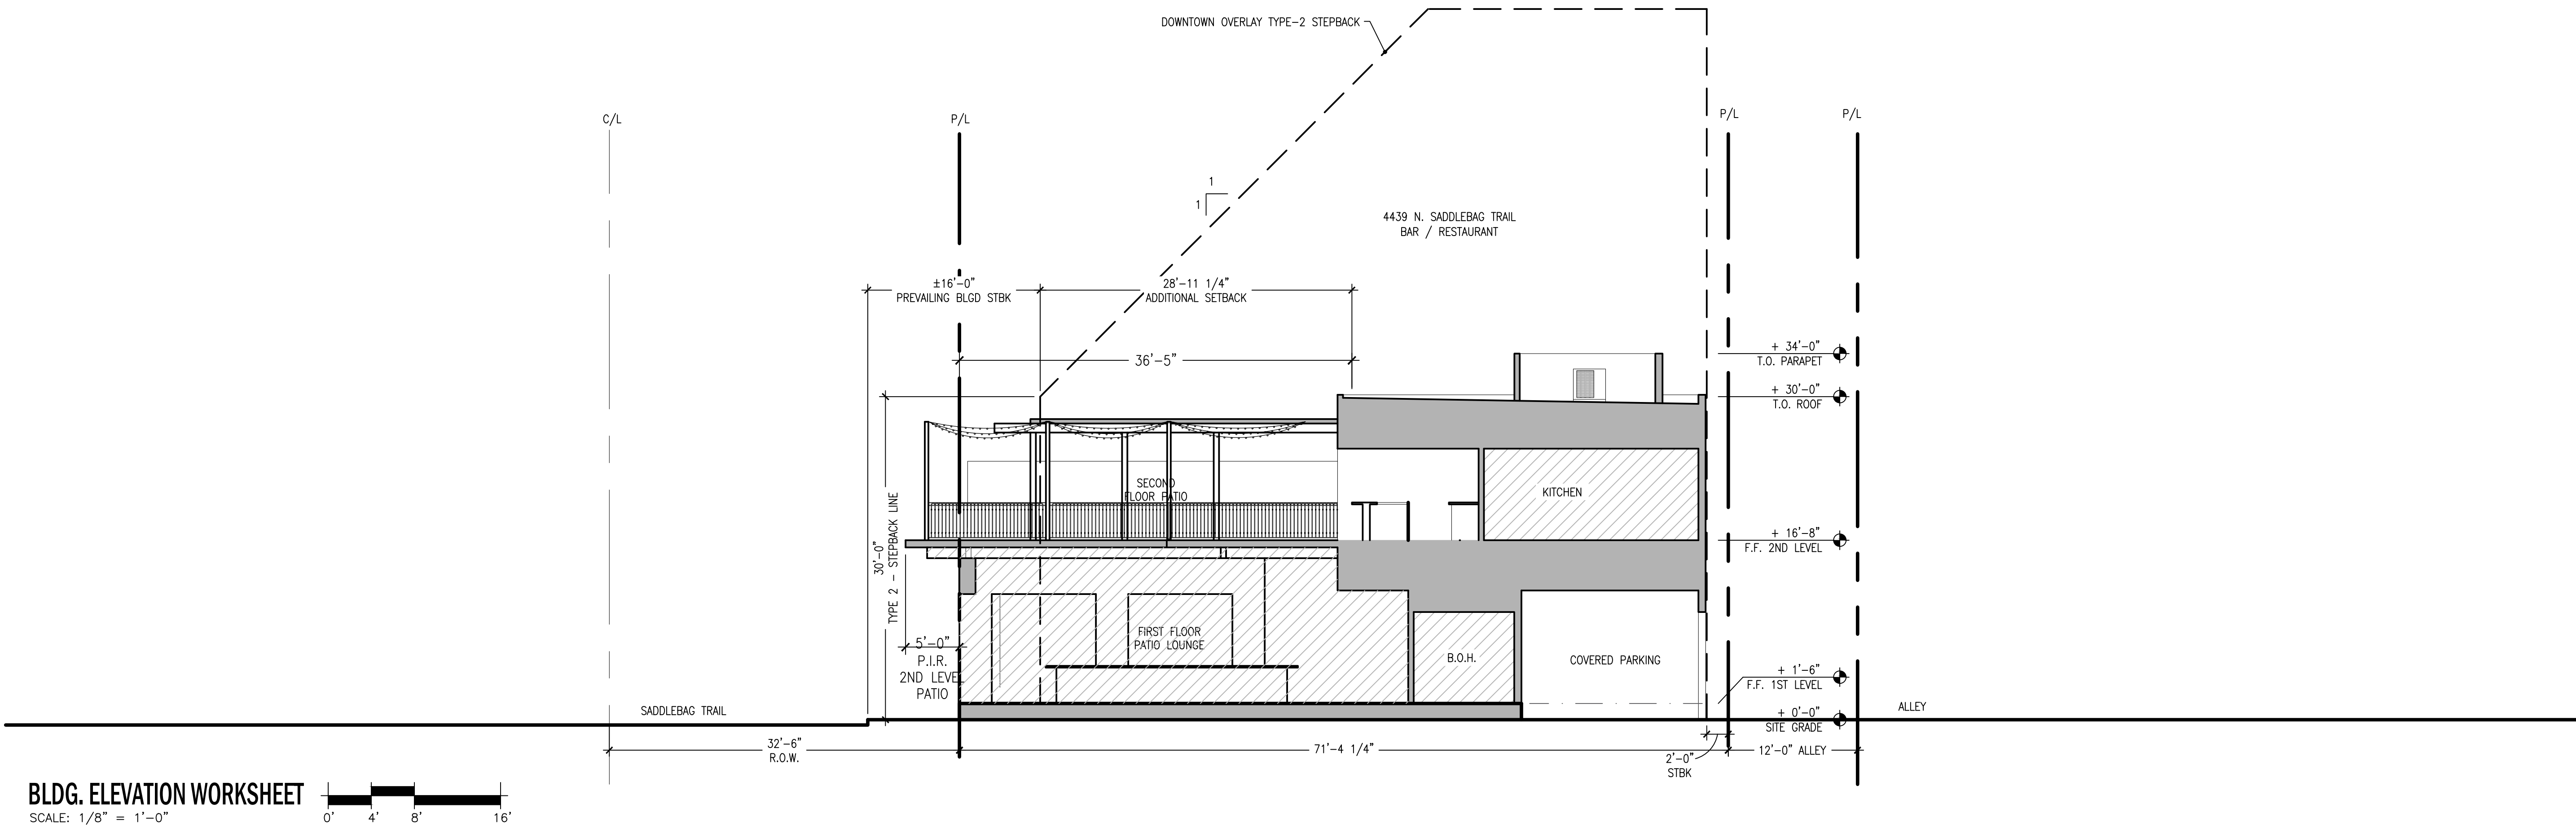 DOWNTOWN OVERLAY TYPE-2 STEPBACK
C/L
P/L
P/L
P/L
1
1
4439 N. SADDLEBAG TRAIL
BAR / RESTAURANT
±16'-0"
PREVAILING BLGD STBK
28'-11 1/4"
ADDITIONAL SETBACK
36'-5"
+ 34'-0"
T.O. PARAPET
+ 30'-0"
T.O. ROOF
30'-0"
TYPE 2 - STEPBACK LINE
SECOND
FLOOR PATIO
KITCHEN
+ 16'-8"
F.F. 2ND LEVEL
5'-0"
P.I.R.
2ND LEVEL
PATIO
FIRST FLOOR
PATIO LOUNGE
B.O.H.
COVERED PARKING
+ 1'-6"
F.F. 1ST LEVEL
SADDLEBAG TRAIL
+ 0'-0"
SITE GRADE
ALLEY
32'-6"
R.O.W.
71'-4 1/4"
2'-0"
STBK
12'-0" ALLEY
BLDG. ELEVATION WORKSHEET
SCALE: 1/8" = 1'-0"
0' 4' 8' 16'